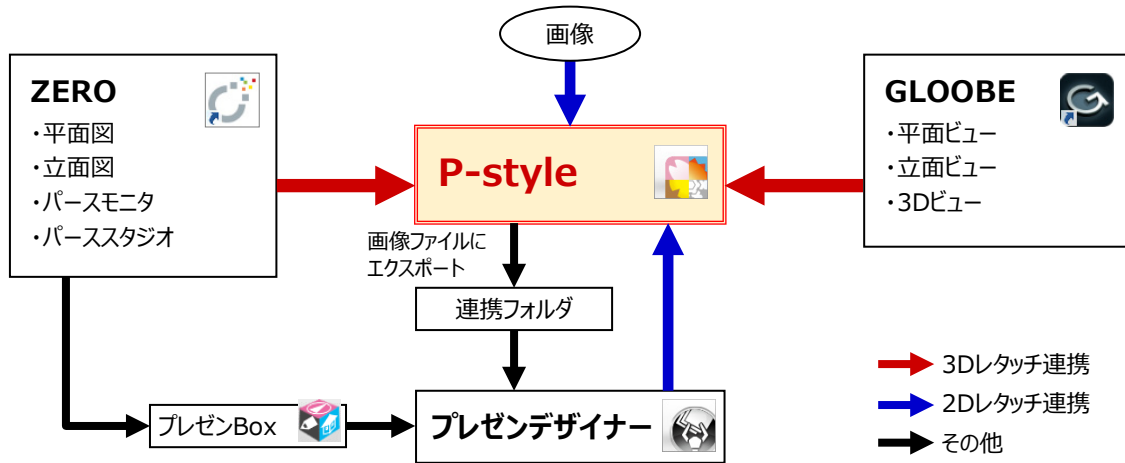 画像
ZERO
・平面図
・立面図
・パースモニタ
・パーススタジオ
P-style
GLOOBE
・平面ビュー
・立面ビュー
・3Dビュー
画像ファイルに
エクスポート
連携フォルダ
プレゼンBox
プレゼンデザイナー
3Dレタッチ連携
2Dレタッチ連携
その他